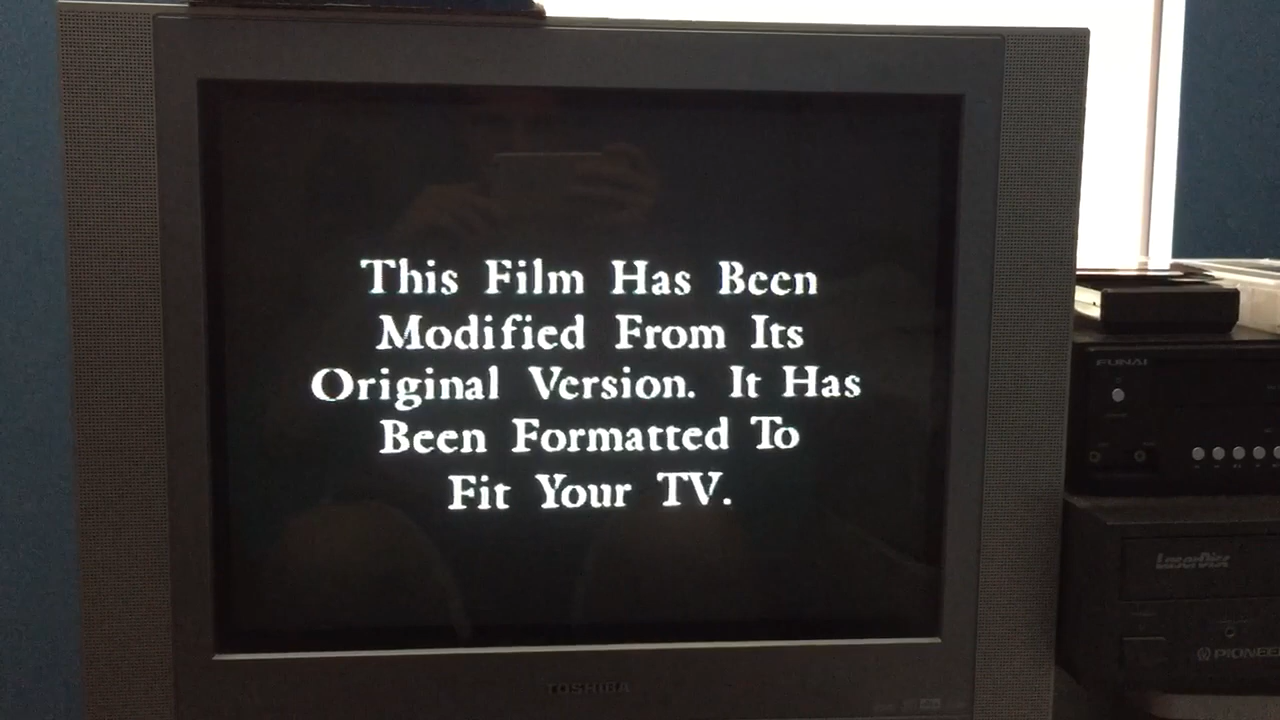 This Film Has Been
Modified From Its
Original Version. It Has
Been Formatted To
Fit Your TV.
FUNAI
LaserDisc
PIONEER
TOSHIBA